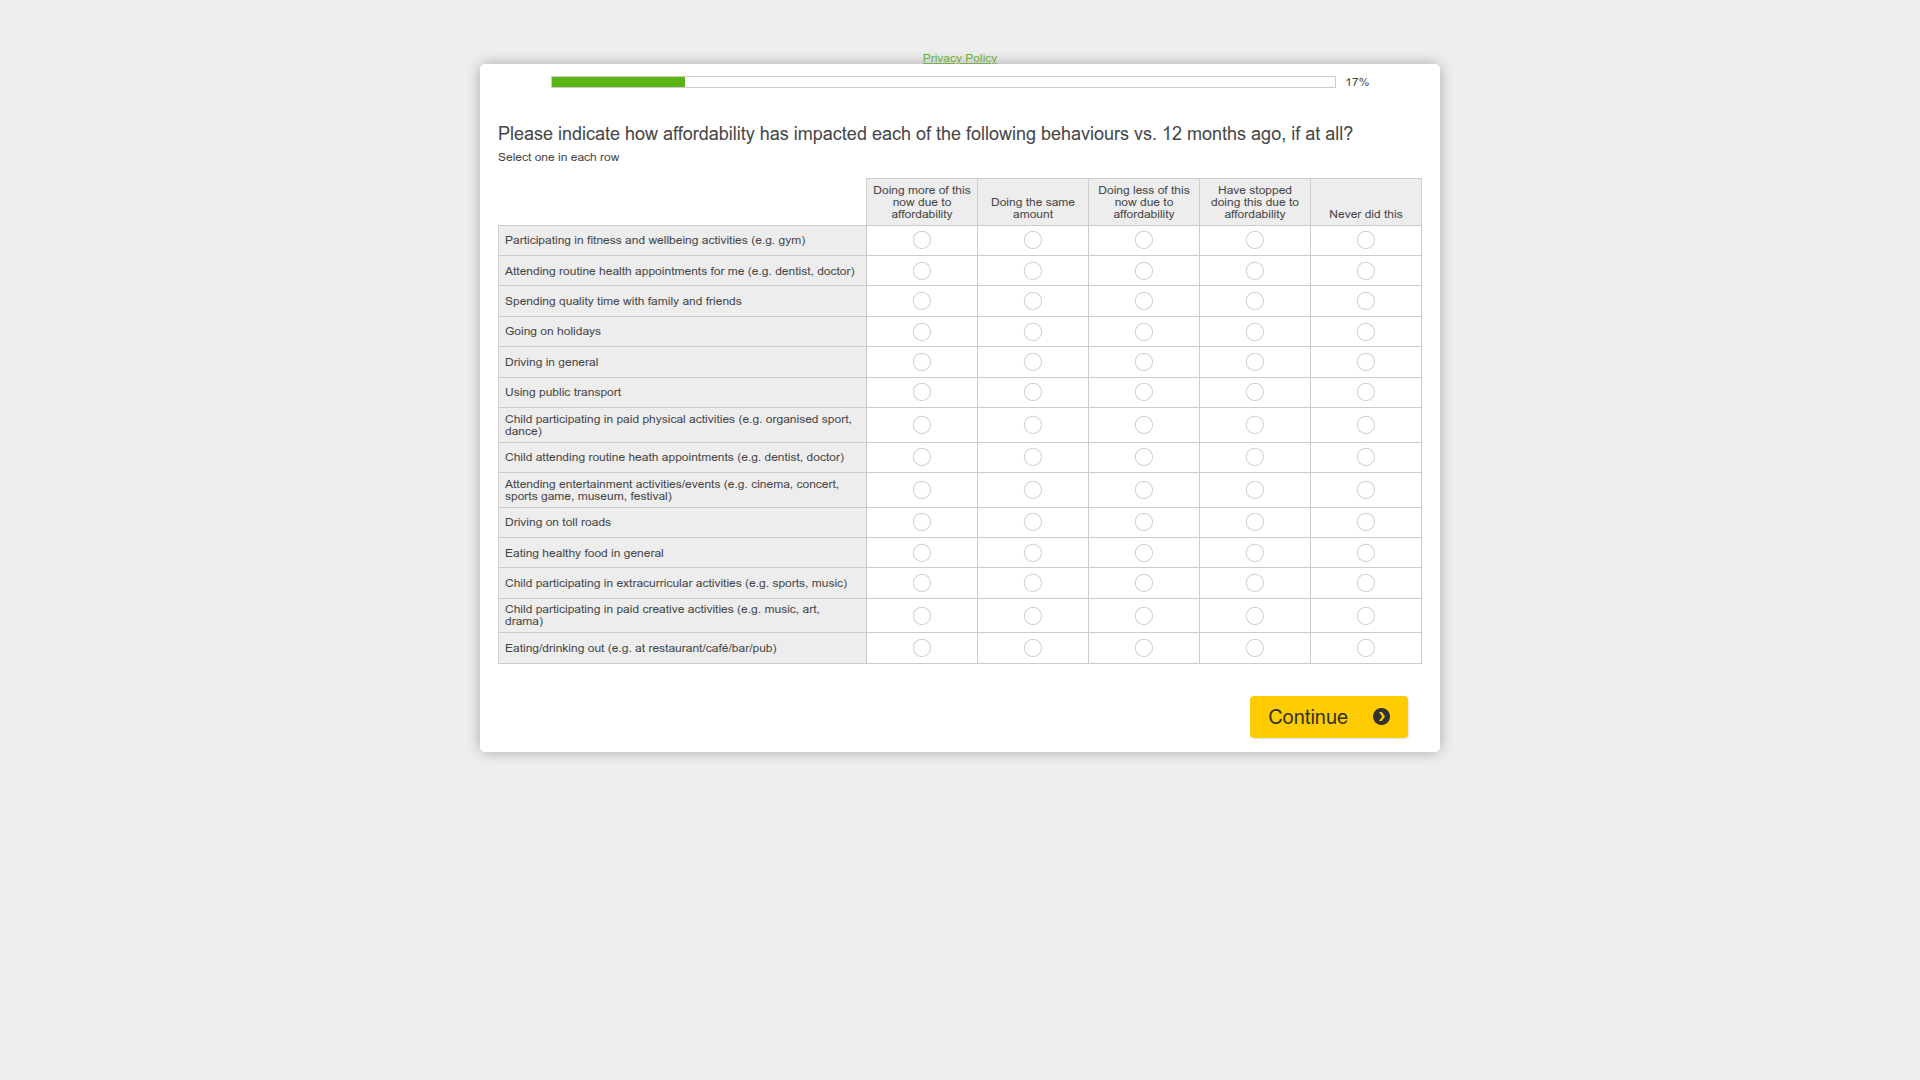 Privacy Policy
17%
Please indicate how affordability has impacted each of the following behaviours vs. 12 months ago, if at all?
Select one in each row
Doing more of this
now due to
affordability
Doing the same
amount
Doing less of this
now due to
affordability
Have stopped
doing this due to
affordability
Never did this
Participating in fitness and wellbeing activities (e.g. gym)
Attending routine health appointments for me (e.g. dentist, doctor)
Spending quality time with family and friends
Going on holidays
Driving in general
Using public transport
Child participating in paid physical activities (e.g. organised sport,
dance)
Child attending routine heath appointments (e.g. dentist, doctor)
Attending entertainment activities/events (e.g. cinema, concert,
sports game, museum, festival)
Driving on toll roads
Eating healthy food in general
Child participating in extracurricular activities (e.g. sports, music)
Child participating in paid creative activities (e.g. music, art,
drama)
Eating/drinking out (e.g. at restaurant/café/bar/pub)
Continue